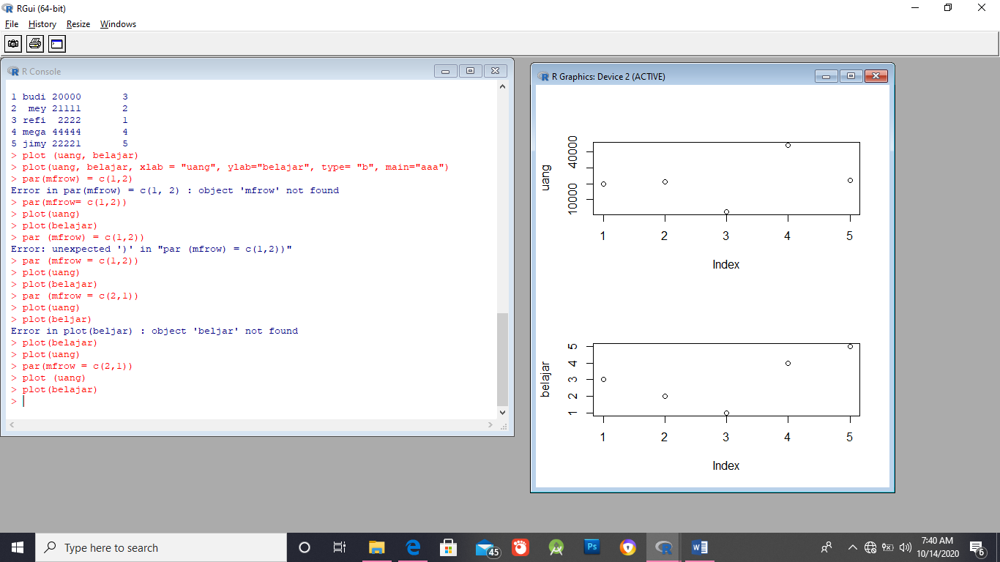 RGui (64-bit)
File History Resize Windows
R Console
1 budi 20000 3
2 mey 21111 2
3 refi 2222 1
4 mega 44444 4
5 jimy 22221 5
> plot (uang, belajar)
> plot(uang, belajar, xlab = "uang", ylab="belajar", type= "b", main="aaa")
> par(mfrow) = c(1,2)
Error in par(mfrow) = c(1, 2) : object 'mfrow' not found
> par(mfrow= c(1,2))
> plot(uang)
> plot(belajar)
> par (mfrow) = c(1,2))
Error: unexpected ')' in "par (mfrow) = c(1,2))"
> par (mfrow = c(1,2))
> plot(uang)
> plot(belajar)
> par (mfrow = c(2,1))
> plot(uang)
> plot(beljar)
Error in plot(beljar) : object 'beljar' not found
> plot(belajar)
> plot(uang)
> par(mfrow = c(2,1))
> plot (uang)
> plot(belajar)
>
R Graphics: Device 2 (ACTIVE)
uang
40000
10000
1 2 3 4 5
Index
belajar
5
4
3
2
1
1 2 3 4 5
Index
Type here to search
45
Ps
7:40 AM
10/14/2020
6